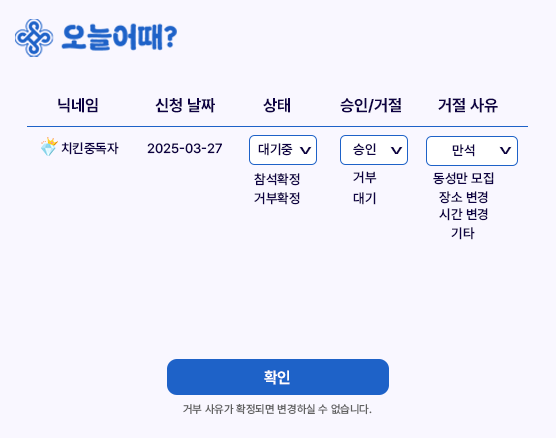 오늘어때?
닉네임 신청 날짜 상태 승인/거절 거절 사유
치킨중독자 2025-03-27 대기중 승인 만석
참석확정 거부 동성만 모집
거부확정 대기 장소 변경
시간 변경
기타
확인
거부 사유가 확정되면 변경하실 수 없습니다.